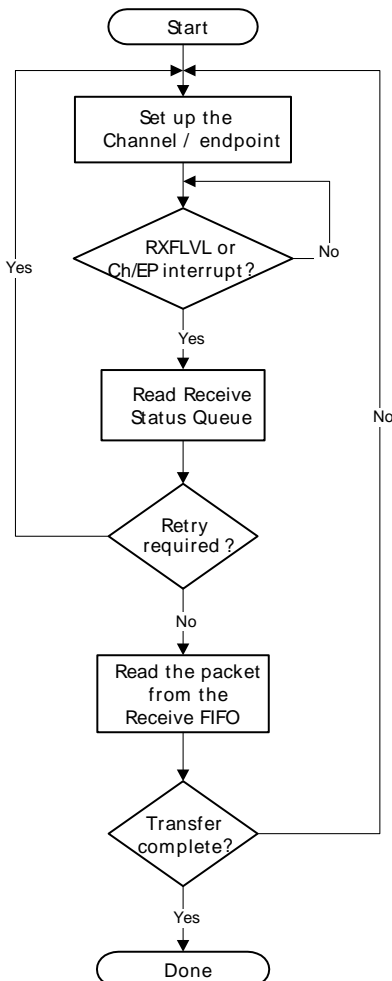 Start
Set up the
Channel / endpoint
RXFLVL or
Ch/EP interrupt?
No
Yes
Yes
Read Receive
Status Queue
No
Retry
required?
No
Read the packet
from the
Receive FIFO
Transfer
complete?
Yes
Done